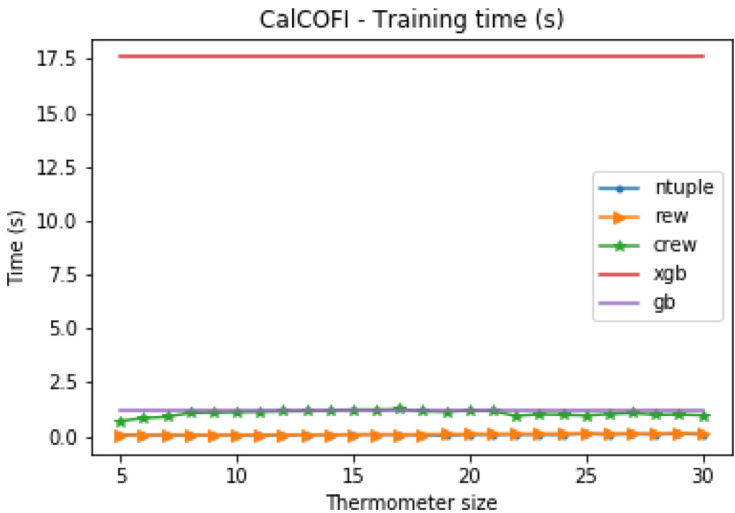 CalCOFI - Training time (s)
17.5
15.0
12.5
10.0
7.5
5.0
2.5
0.0
Time (s)
ntuple
rew
crew
xgb
gb
5 10 15 20 25 30
Thermometer size